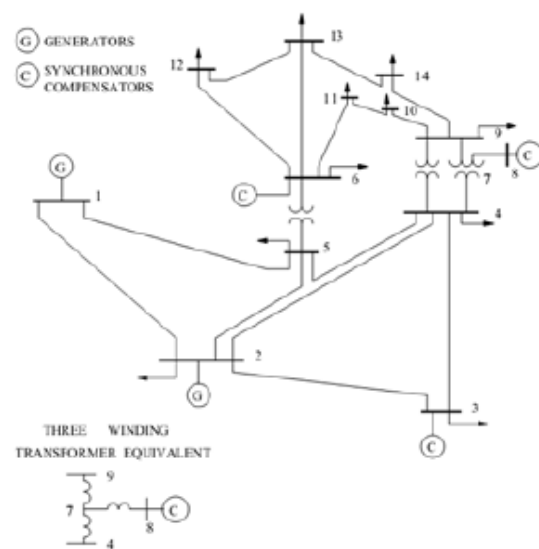 G GENERATORS
C SYNCHRONOUS
COMPENSATORS
13
12
14
11
10
9
C
8
7
G
1
C
6
4
5
2
G
3
C
THREE WINDING
TRANSFORMER EQUIVALENT
9
7
C
8
4